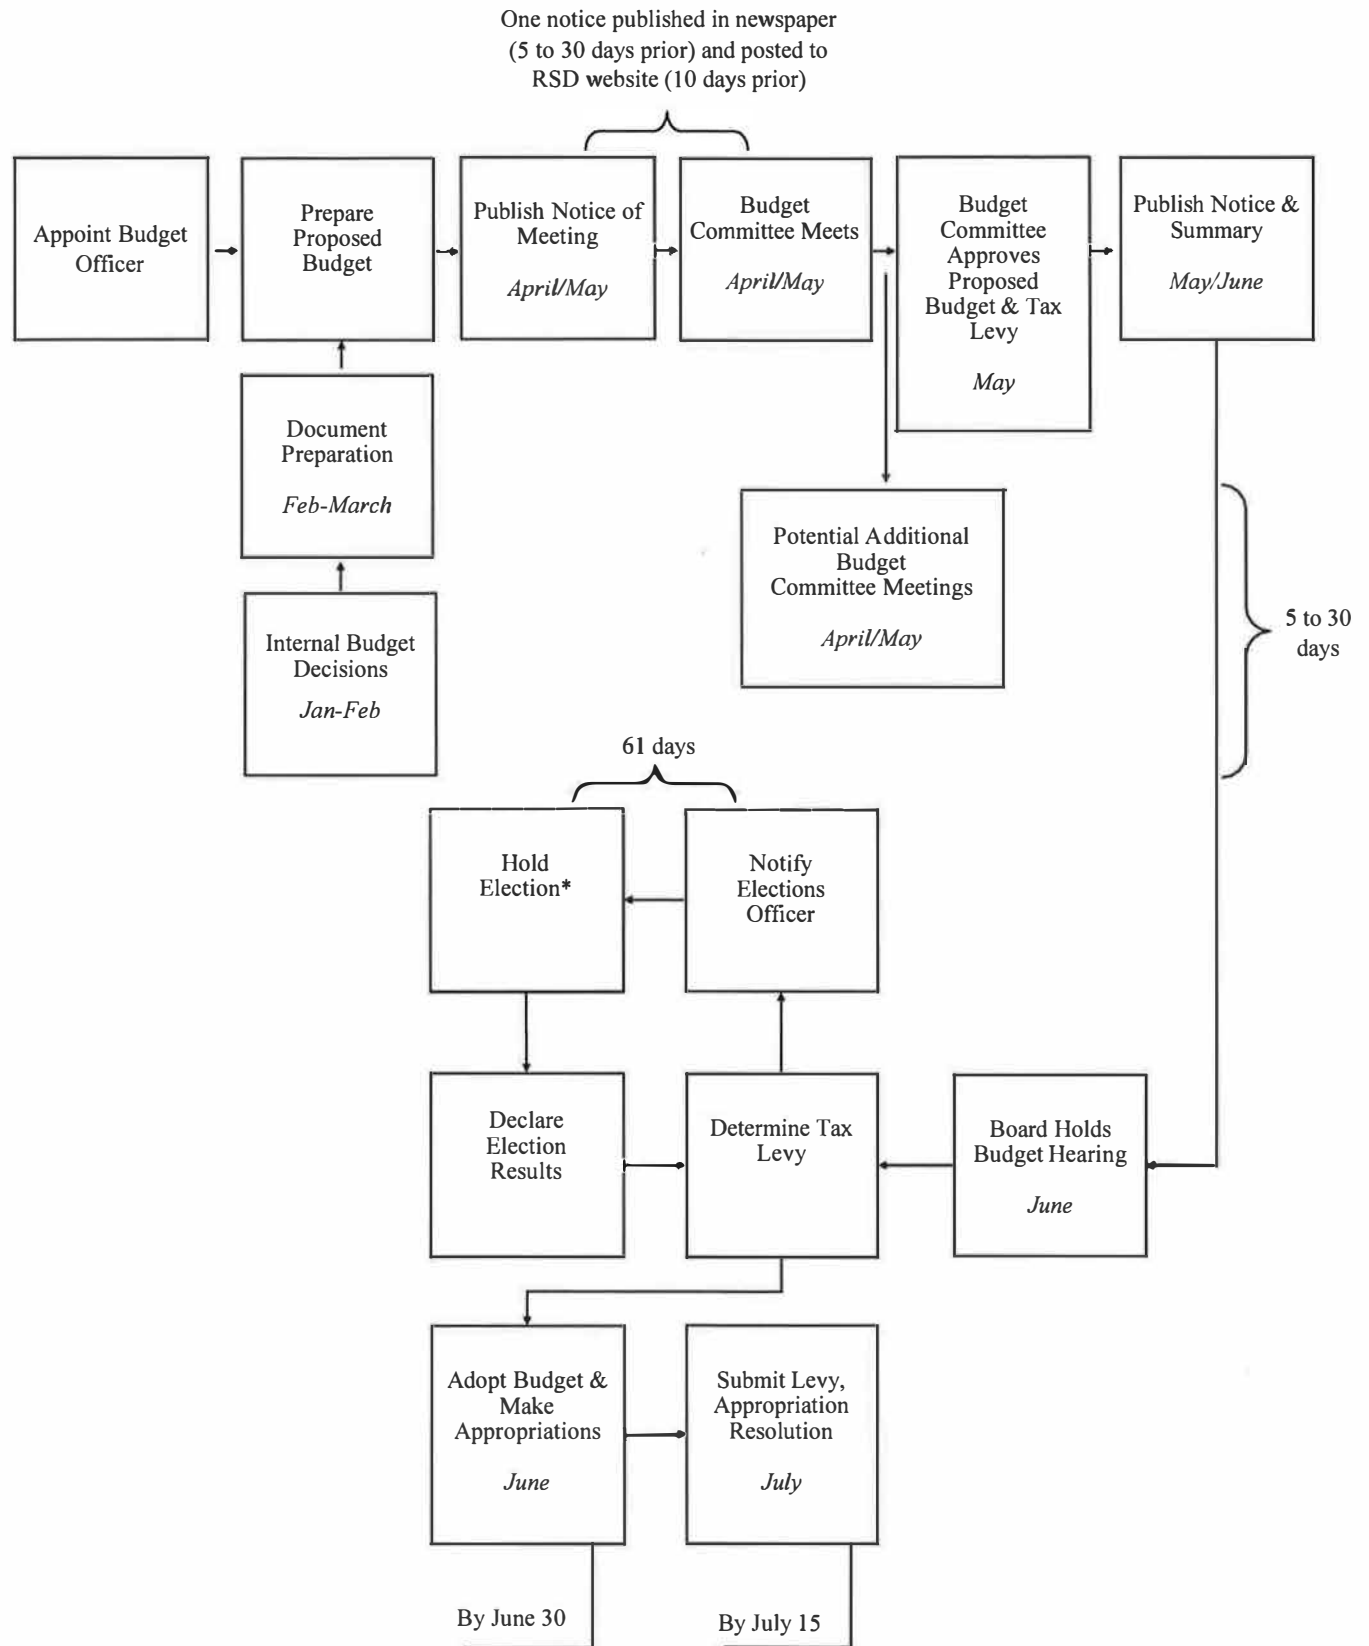 One notice published in newspaper
(5 to 30 days prior) and posted to
RSD website (10 days prior)
Appoint Budget
Officer
Prepare
Proposed
Budget
Publish Notice of
Meeting
April/May
Budget
Committee Meets
April/May
Budget
Committee
Approves
Proposed
Budget & Tax
Levy
May
Publish Notice &
Summary
May/June
Document
Preparation
Feb-March
Potential Additional
Budget
Committee Meetings
April/May
5 to 30
days
Internal Budget
Decisions
Jan-Feb
61 days
Hold
Election*
Notify
Elections
Officer
Declare
Election
Results
Determine Tax
Levy
Board Holds
Budget Hearing
June
Adopt Budget &
Make
Appropriations
June
Submit Levy,
Appropriation
Resolution
July
By June 30
By July 15